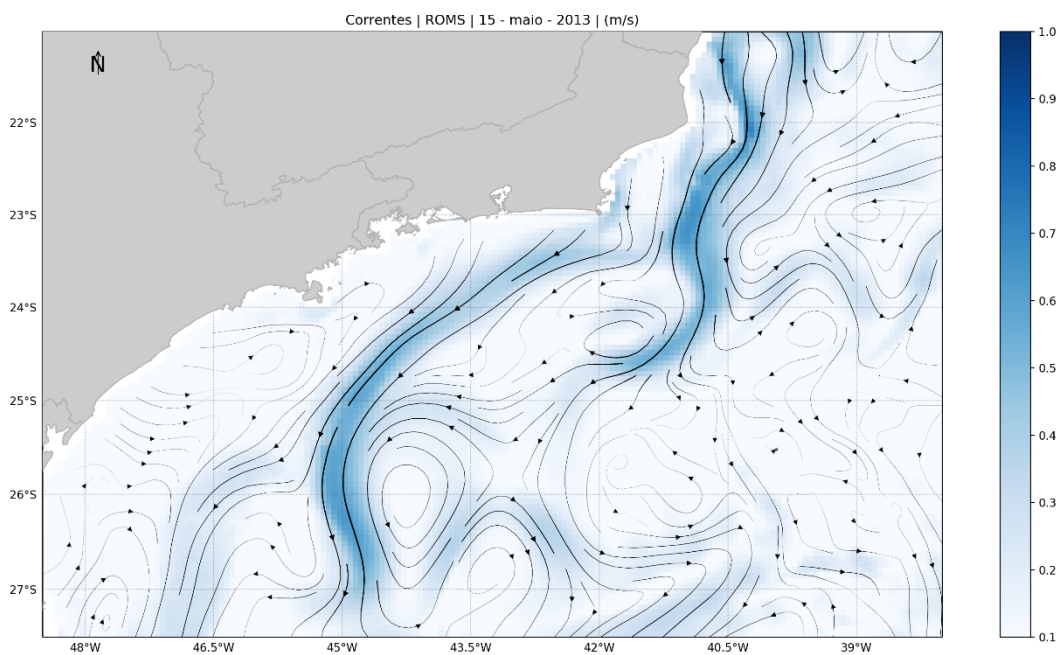 Correntes | ROMS | 15 - maio - 2013 | (m/s)
N
22°S
23°S
24°S
25°S
26°S
27°S
48°W
46.5°W
45°W
43.5°W
42°W
40.5°W
39°W
1.0
0.9
0.8
0.7
0.6
0.5
0.4
0.3
0.2
0.1